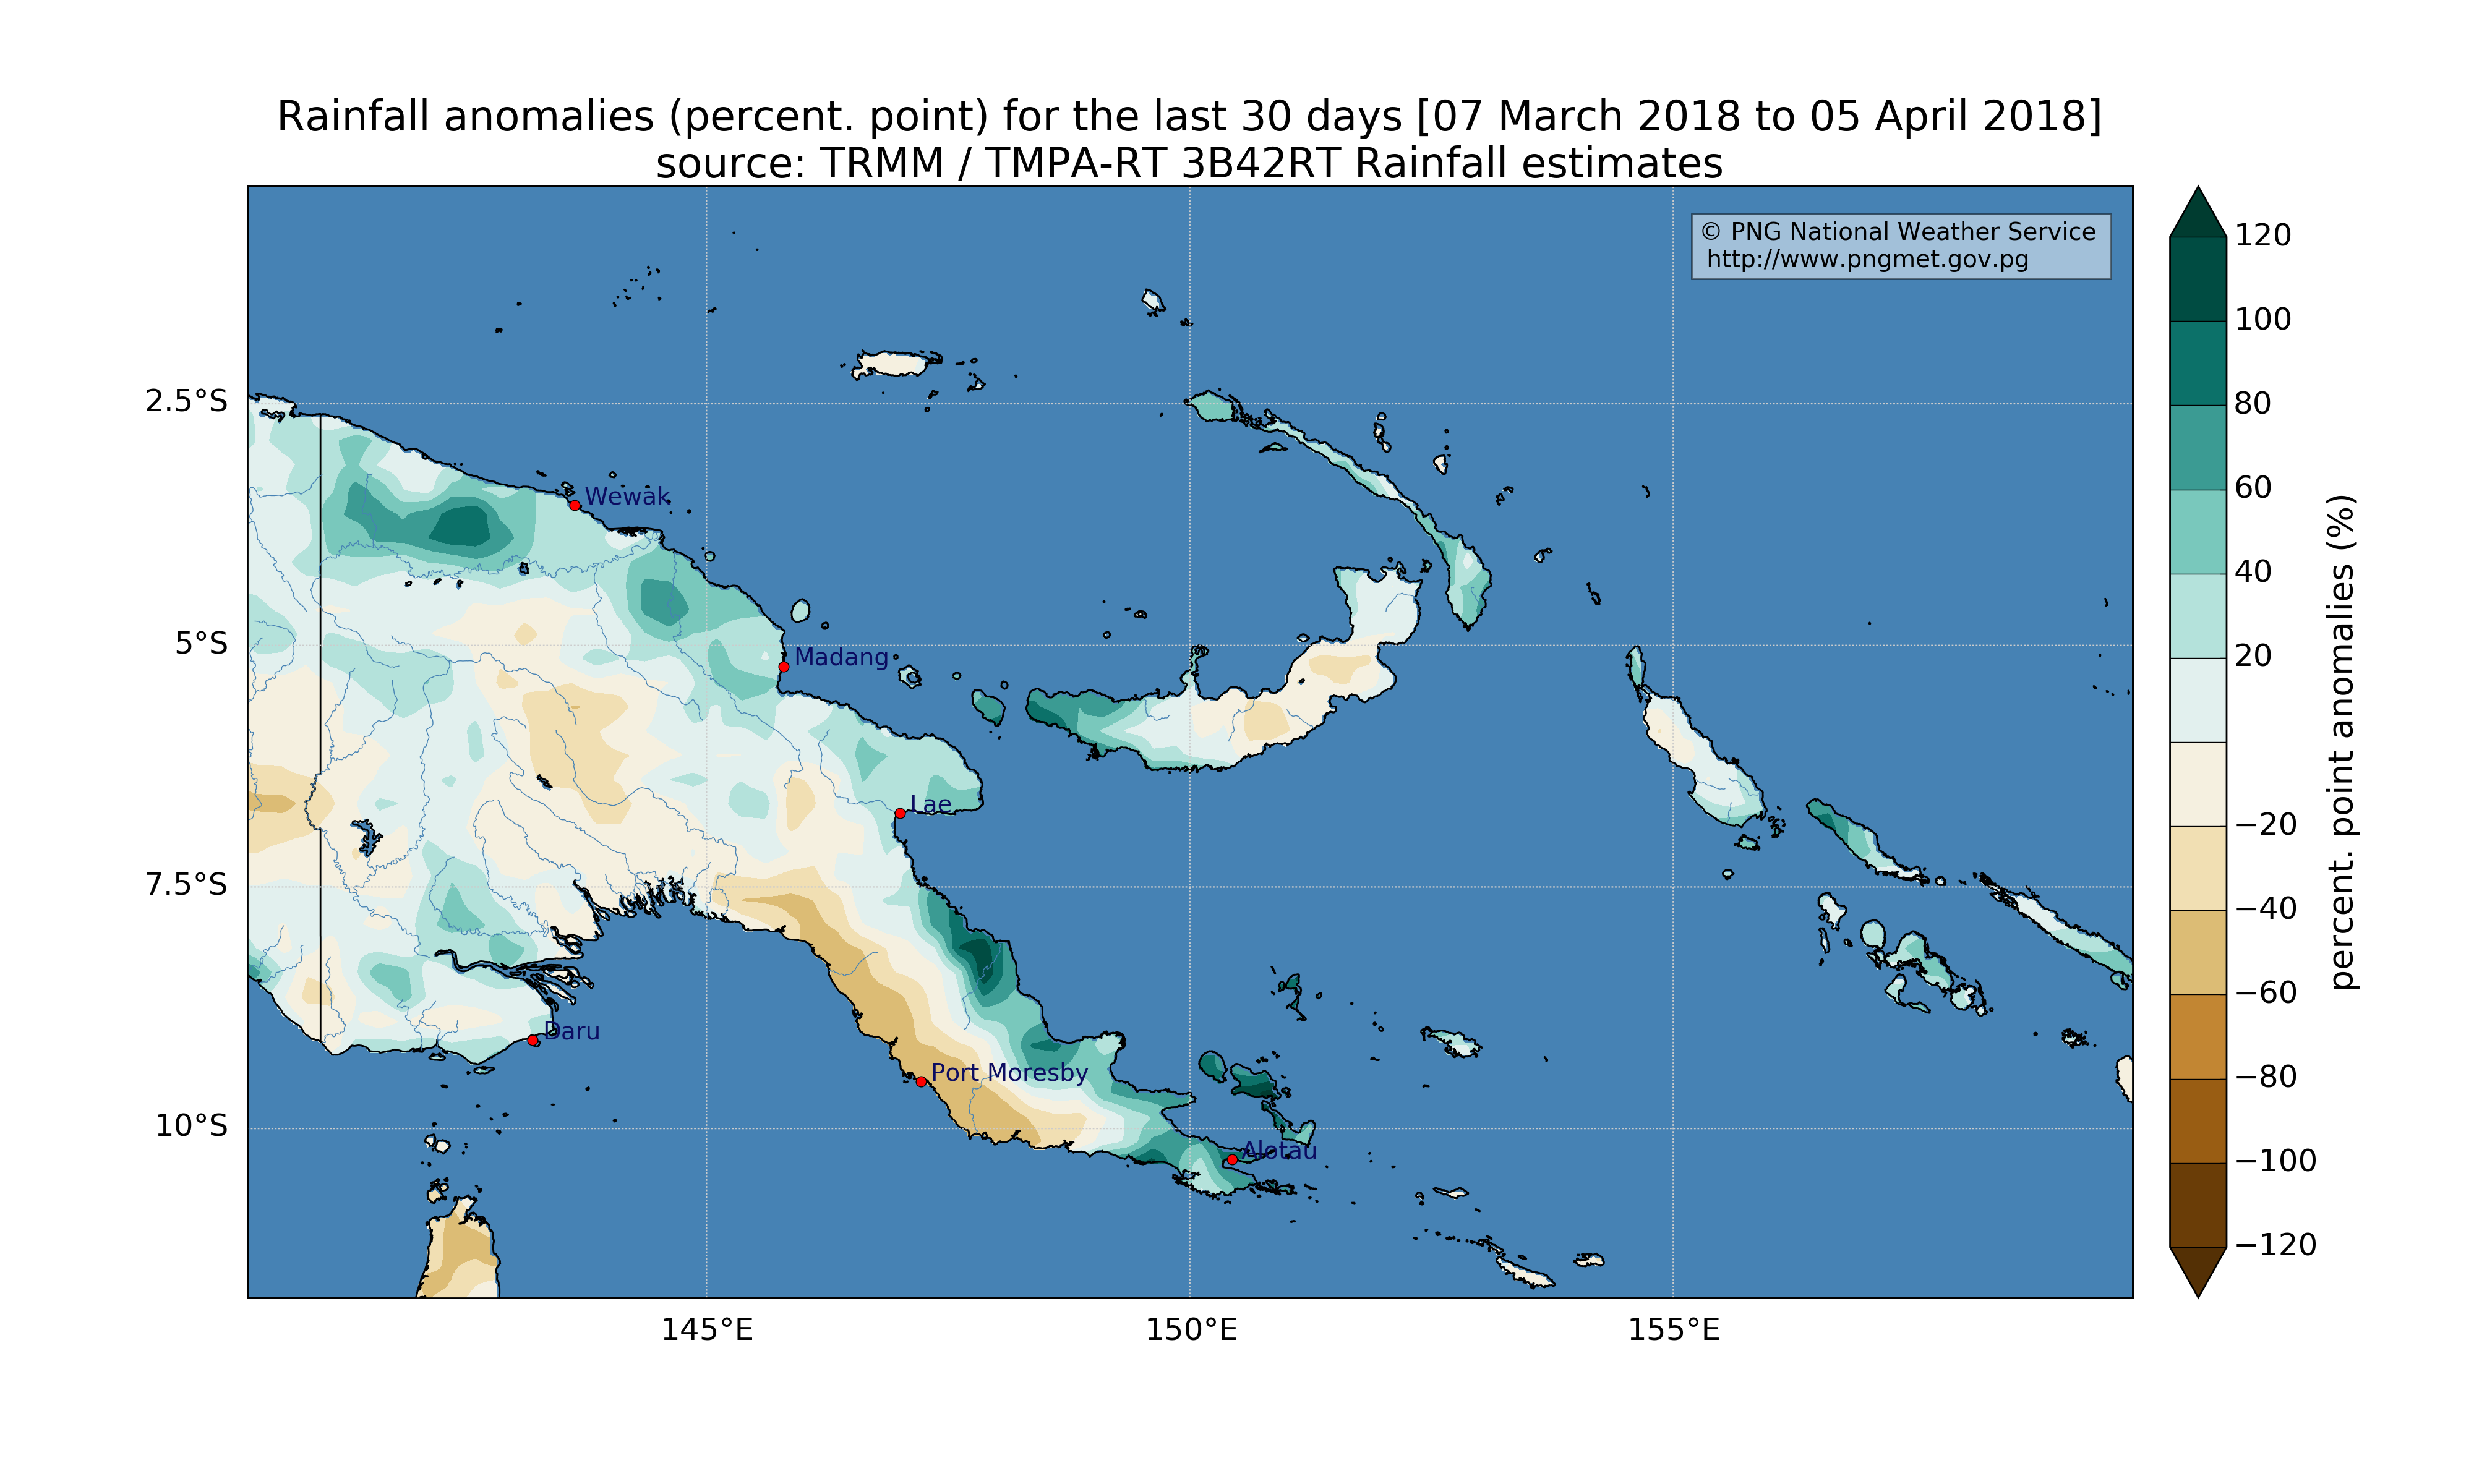 Rainfall anomalies (percent. point) for the last 30 days [07 March 2018 to 05 April 2018]
source: TRMM / TMPA-RT 3B42RT Rainfall estimates
© PNG National Weather Service
http://www.pngmet.gov.pg
2.5°S
5°S
7.5°S
10°S
Wewak
Madang
Lae
Daru
Port Moresby
Alotau
145°E
150°E
155°E
120
100
80
60
40
20
−20
−40
−60
−80
−100
−120
percent. point anomalies (%)